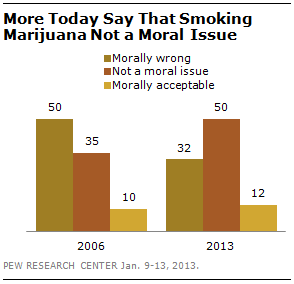 More Today Say That Smoking
Marijuana Not a Moral Issue
Morally wrong
Not a moral issue
Morally acceptable
50
35
10
32
50
12
2006
2013
PEW RESEARCH CENTER Jan. 9-13, 2013.